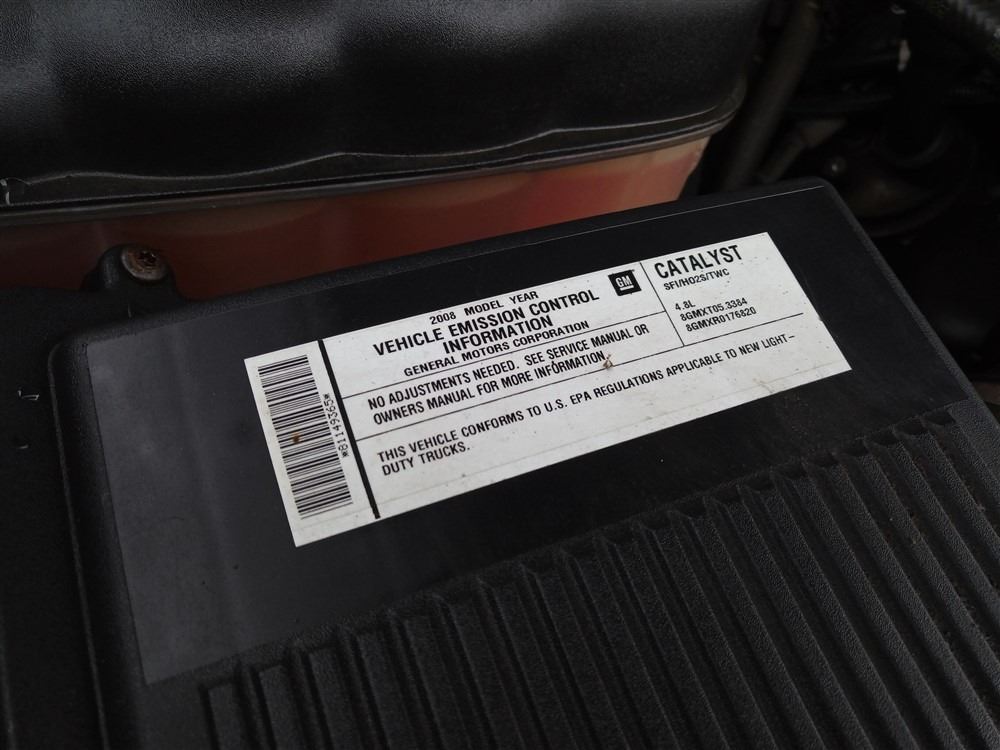 2008 MODEL YEAR
VEHICLE EMISSION CONTROL
INFORMATION
GENERAL MOTORS CORPORATION
GM
CATALYST
SFI/HO2S/TWC
4.8L
8GMXT05.3384
8GMXR0176820
NO ADJUSTMENTS NEEDED. SEE SERVICE MANUAL OR
OWNERS MANUAL FOR MORE INFORMATION.
THIS VEHICLE CONFORMS TO U.S. EPA REGULATIONS APPLICABLE TO NEW LIGHT-
DUTY TRUCKS.
*81149365*